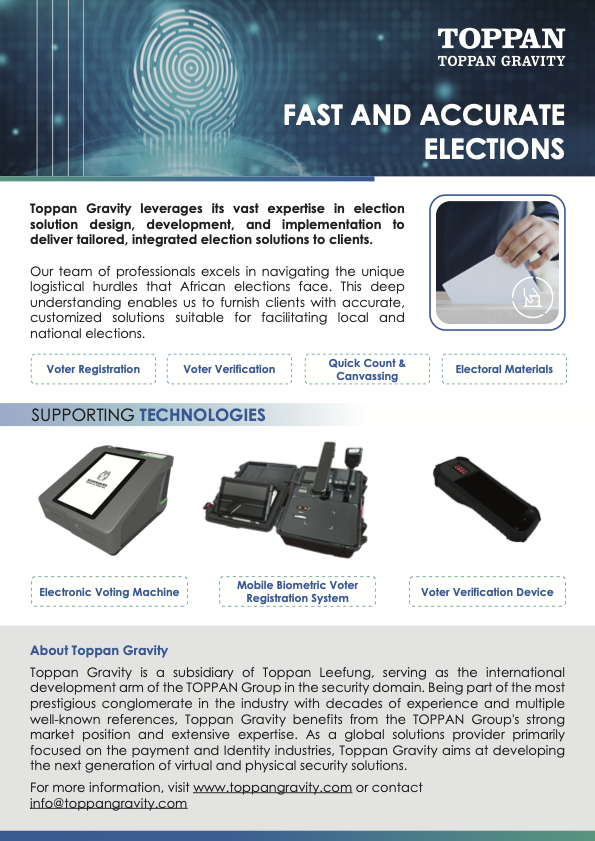 TOPPAN
TOPPAN GRAVITY
FAST AND ACCURATE
ELECTIONS
Toppan Gravity leverages its vast expertise in election
solution design, development, and implementation to
deliver tailored, integrated election solutions to clients.
Our team of professionals excels in navigating the unique
logistical hurdles that African elections face. This deep
understanding enables us to furnish clients with accurate,
customized solutions suitable for facilitating local and
national elections.
Voter Registration
Voter Verification
Quick Count &
Canvassing
Electoral Materials
SUPPORTING TECHNOLOGIES
Electronic Voting Machine
Mobile Biometric Voter
Registration System
Voter Verification Device
About Toppan Gravity
Toppan Gravity is a subsidiary of Toppan Leefung, serving as the international
development arm of the TOPPAN Group in the security domain. Being part of the most
prestigious conglomerate in the industry with decades of experience and multiple
well-known references, Toppan Gravity benefits from the TOPPAN Group's strong
market position and extensive expertise. As a global solutions provider primarily
focused on the payment and Identity industries, Toppan Gravity aims at developing
the next generation of virtual and physical security solutions.
For more information, visit www.toppangravity.com or contact
info@toppangravity.com